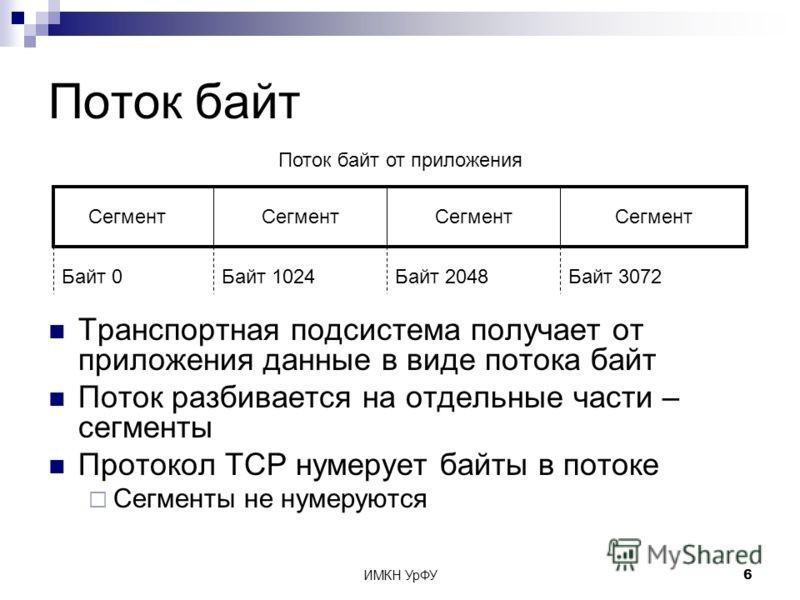 Поток байт
Поток байт от приложения
Сегмент Сегмент Сегмент Сегмент
Байт 0 Байт 1024 Байт 2048 Байт 3072
Транспортная подсистема получает от
приложения данные в виде потока байт
Поток разбивается на отдельные части –
сегменты
Протокол TCP нумерует байты в потоке
Сегменты не нумеруются
MyShared
ИМКН УрФУ 6